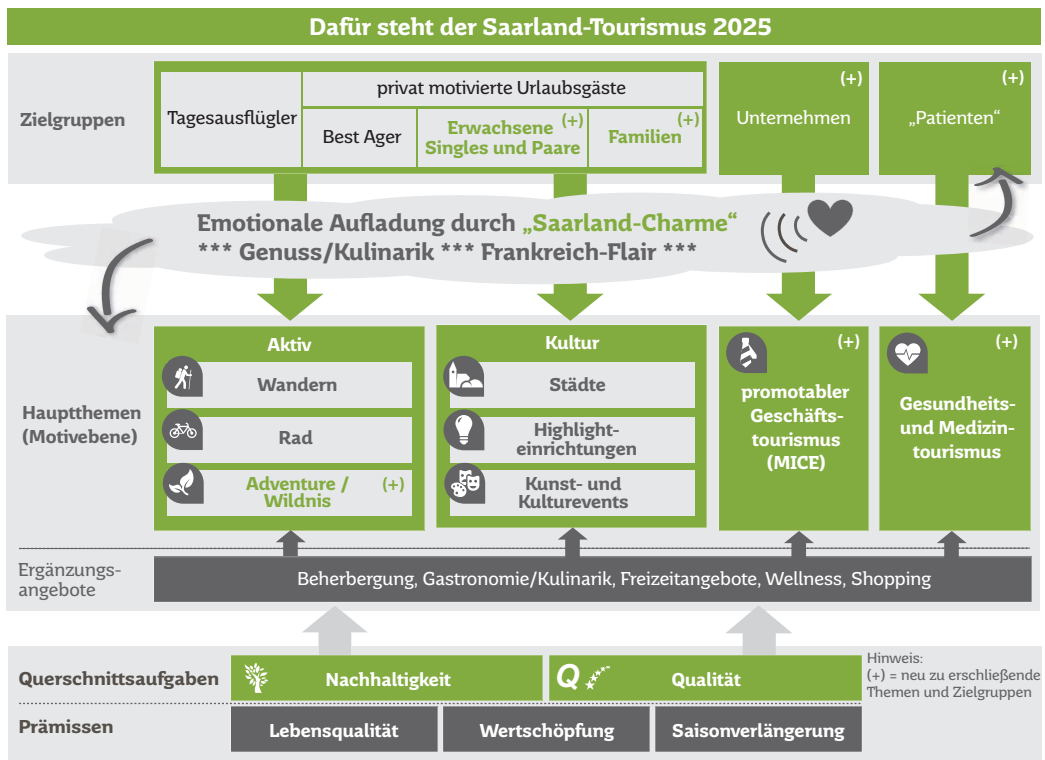 Dafür steht der Saarland-Tourismus 2025
Zielgruppen
Tagesausflügler
privat motivierte Urlaubsgäste
Best Ager
Erwachsene (+)
Singles und Paare
(+)
Familien
(+)
Unternehmen
(+)
„Patienten“
Emotionale Aufladung durch „Saarland-Charme“
*** Genuss/Kulinarik *** Frankreich-Flair ***
Hauptthemen
(Motivebene)
Aktiv
Wandern
Rad
Adventure / (+)
Wildnis
Kultur
Städte
Highlight-
einrichtungen
Kunst- und
Kulturevents
(+)
promotabler
Geschäfts-
tourismus
(MICE)
(+)
Gesundheits-
und Medizin-
tourismus
Ergänzungs-
angebote
Beherbergung, Gastronomie/Kulinarik, Freizeitangebote, Wellness, Shopping
Querschnittsaufgaben
Nachhaltigkeit
Q
Qualität
Hinweis:
(+) = neu zu erschließende
Themen und Zielgruppen
Prämissen
Lebensqualität
Wertschöpfung
Saisonverlängerung